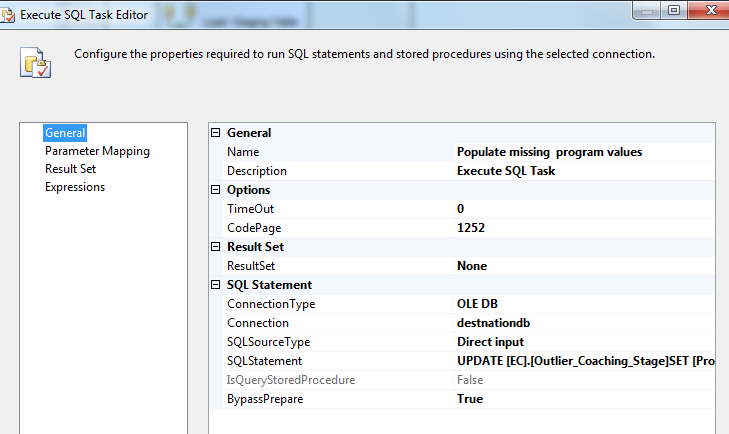 Execute SQL Task Editor
Load Staging Table
Configure the properties required to run SQL statements and stored procedures using the selected connection.
General
Parameter Mapping
Result Set
Expressions
General
Name Populate missing program values
Description Execute SQL Task
Options
TimeOut 0
CodePage 1252
Result Set
ResultSet None
SQL Statement
ConnectionType OLE DB
Connection destnationdb
SQLSourceType Direct input
SQLStatement UPDATE [EC].[Outlier_Coaching_Stage]SET [Pro
IsQueryStoredProcedure False
BypassPrepare True